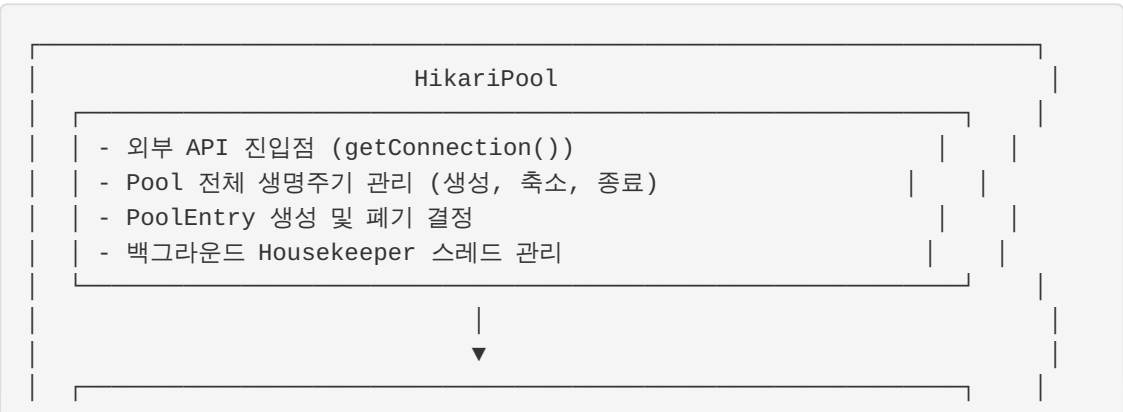 HikariPool
- 외부 API 진입점 (getConnection())
- Pool 전체 생명주기 관리 (생성, 축소, 종료)
- PoolEntry 생성 및 폐기 결정
- 백그라운드 Housekeeper 스레드 관리